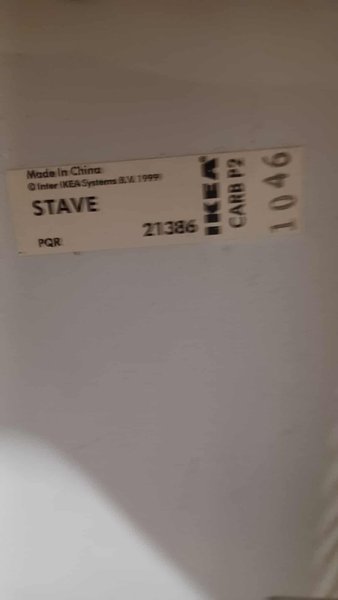 Made In China
© Inter IKEA Systems B.V. 1999
STAVE
PQR
21386
IKEA®
CARB P2
1046